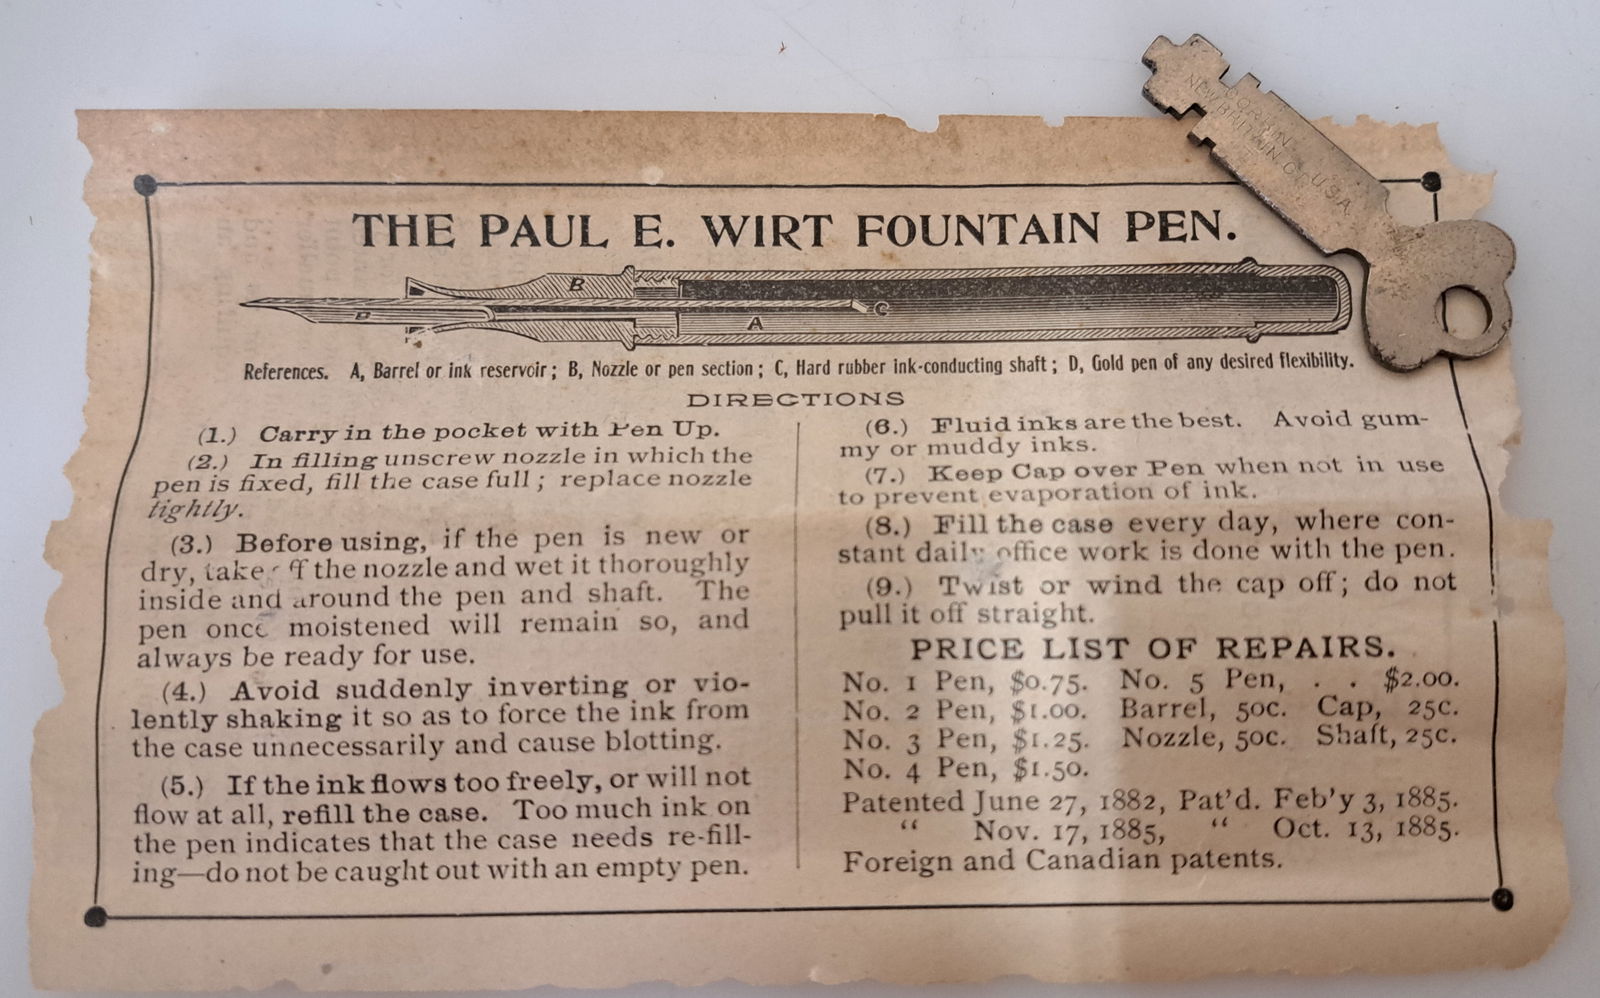 CORBIN
NEW BRITAIN CT. U.S.A.
THE PAUL E. WIRT FOUNTAIN PEN.
B
D
A
C
References. A, Barrel or ink reservoir; B, Nozzle or pen section; C, Hard rubber ink-conducting shaft; D, Gold pen of any desired flexibility.
DIRECTIONS
(1.) Carry in the pocket with Pen Up.
(2.) In filling unscrew nozzle in which the
pen is fixed, fill the case full; replace nozzle
tightly.
(3.) Before using, if the pen is new or
dry, take off the nozzle and wet it thoroughly
inside and around the pen and shaft. The
pen once moistened will remain so, and
always be ready for use.
(4.) Avoid suddenly inverting or vio-
lently shaking it so as to force the ink from
the case unnecessarily and cause blotting.
(5.) If the ink flows too freely, or will not
flow at all, refill the case. Too much ink on
the pen indicates that the case needs re-fill-
ing—do not be caught out with an empty pen.
(6.) Fluid inks are the best. Avoid gum-
my or muddy inks.
(7.) Keep Cap over Pen when not in use
to prevent evaporation of ink.
(8.) Fill the case every day, where con-
stant daily office work is done with the pen.
(9.) Twist or wind the cap off; do not
pull it off straight.
PRICE LIST OF REPAIRS.
No. 1 Pen, $0.75. No. 5 Pen, . . $2.00.
No. 2 Pen, $1.00. Barrel, 50c. Cap, 25c.
No. 3 Pen, $1.25. Nozzle, 50c. Shaft, 25c.
No. 4 Pen, $1.50.
Patented June 27, 1882, Pat'd. Feb'y 3, 1885.
“ Nov. 17, 1885, “ Oct. 13, 1885.
Foreign and Canadian patents.